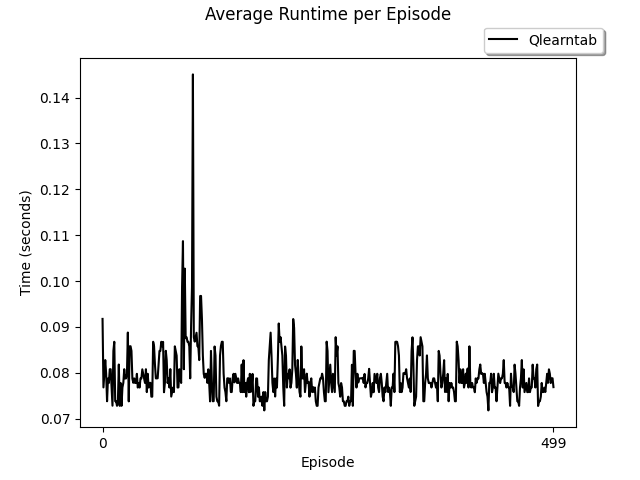 Average Runtime per Episode
Qlearntab
0.14
0.13
0.12
0.11
0.10
0.09
0.08
0.07
Time (seconds)
0
499
Episode